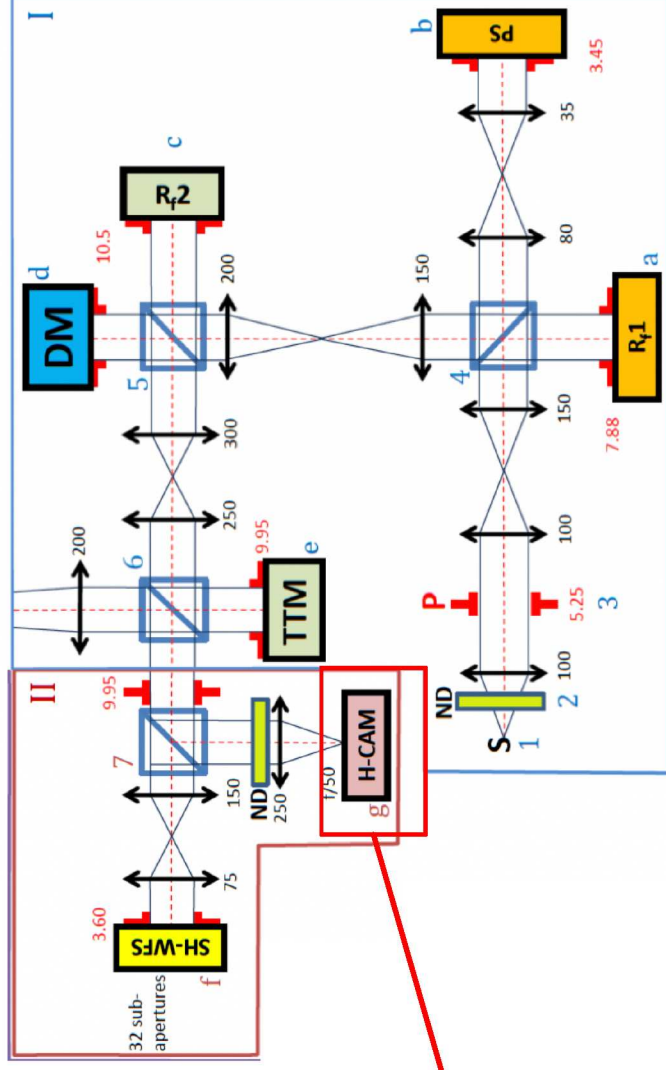 I
b
PS
3.45
35
c
Rf2
10.5
d
DM
200
80
150
5
4
a
Rf1
7.88
150
300
250
200
6
9.95
e
TTM
100
P
5.25
3
100
ND
2
S
1
II
9.95
7
ND
250
f/50
H-CAM
g
150
75
3.60
SH-WFS
f
32 sub-
apertures